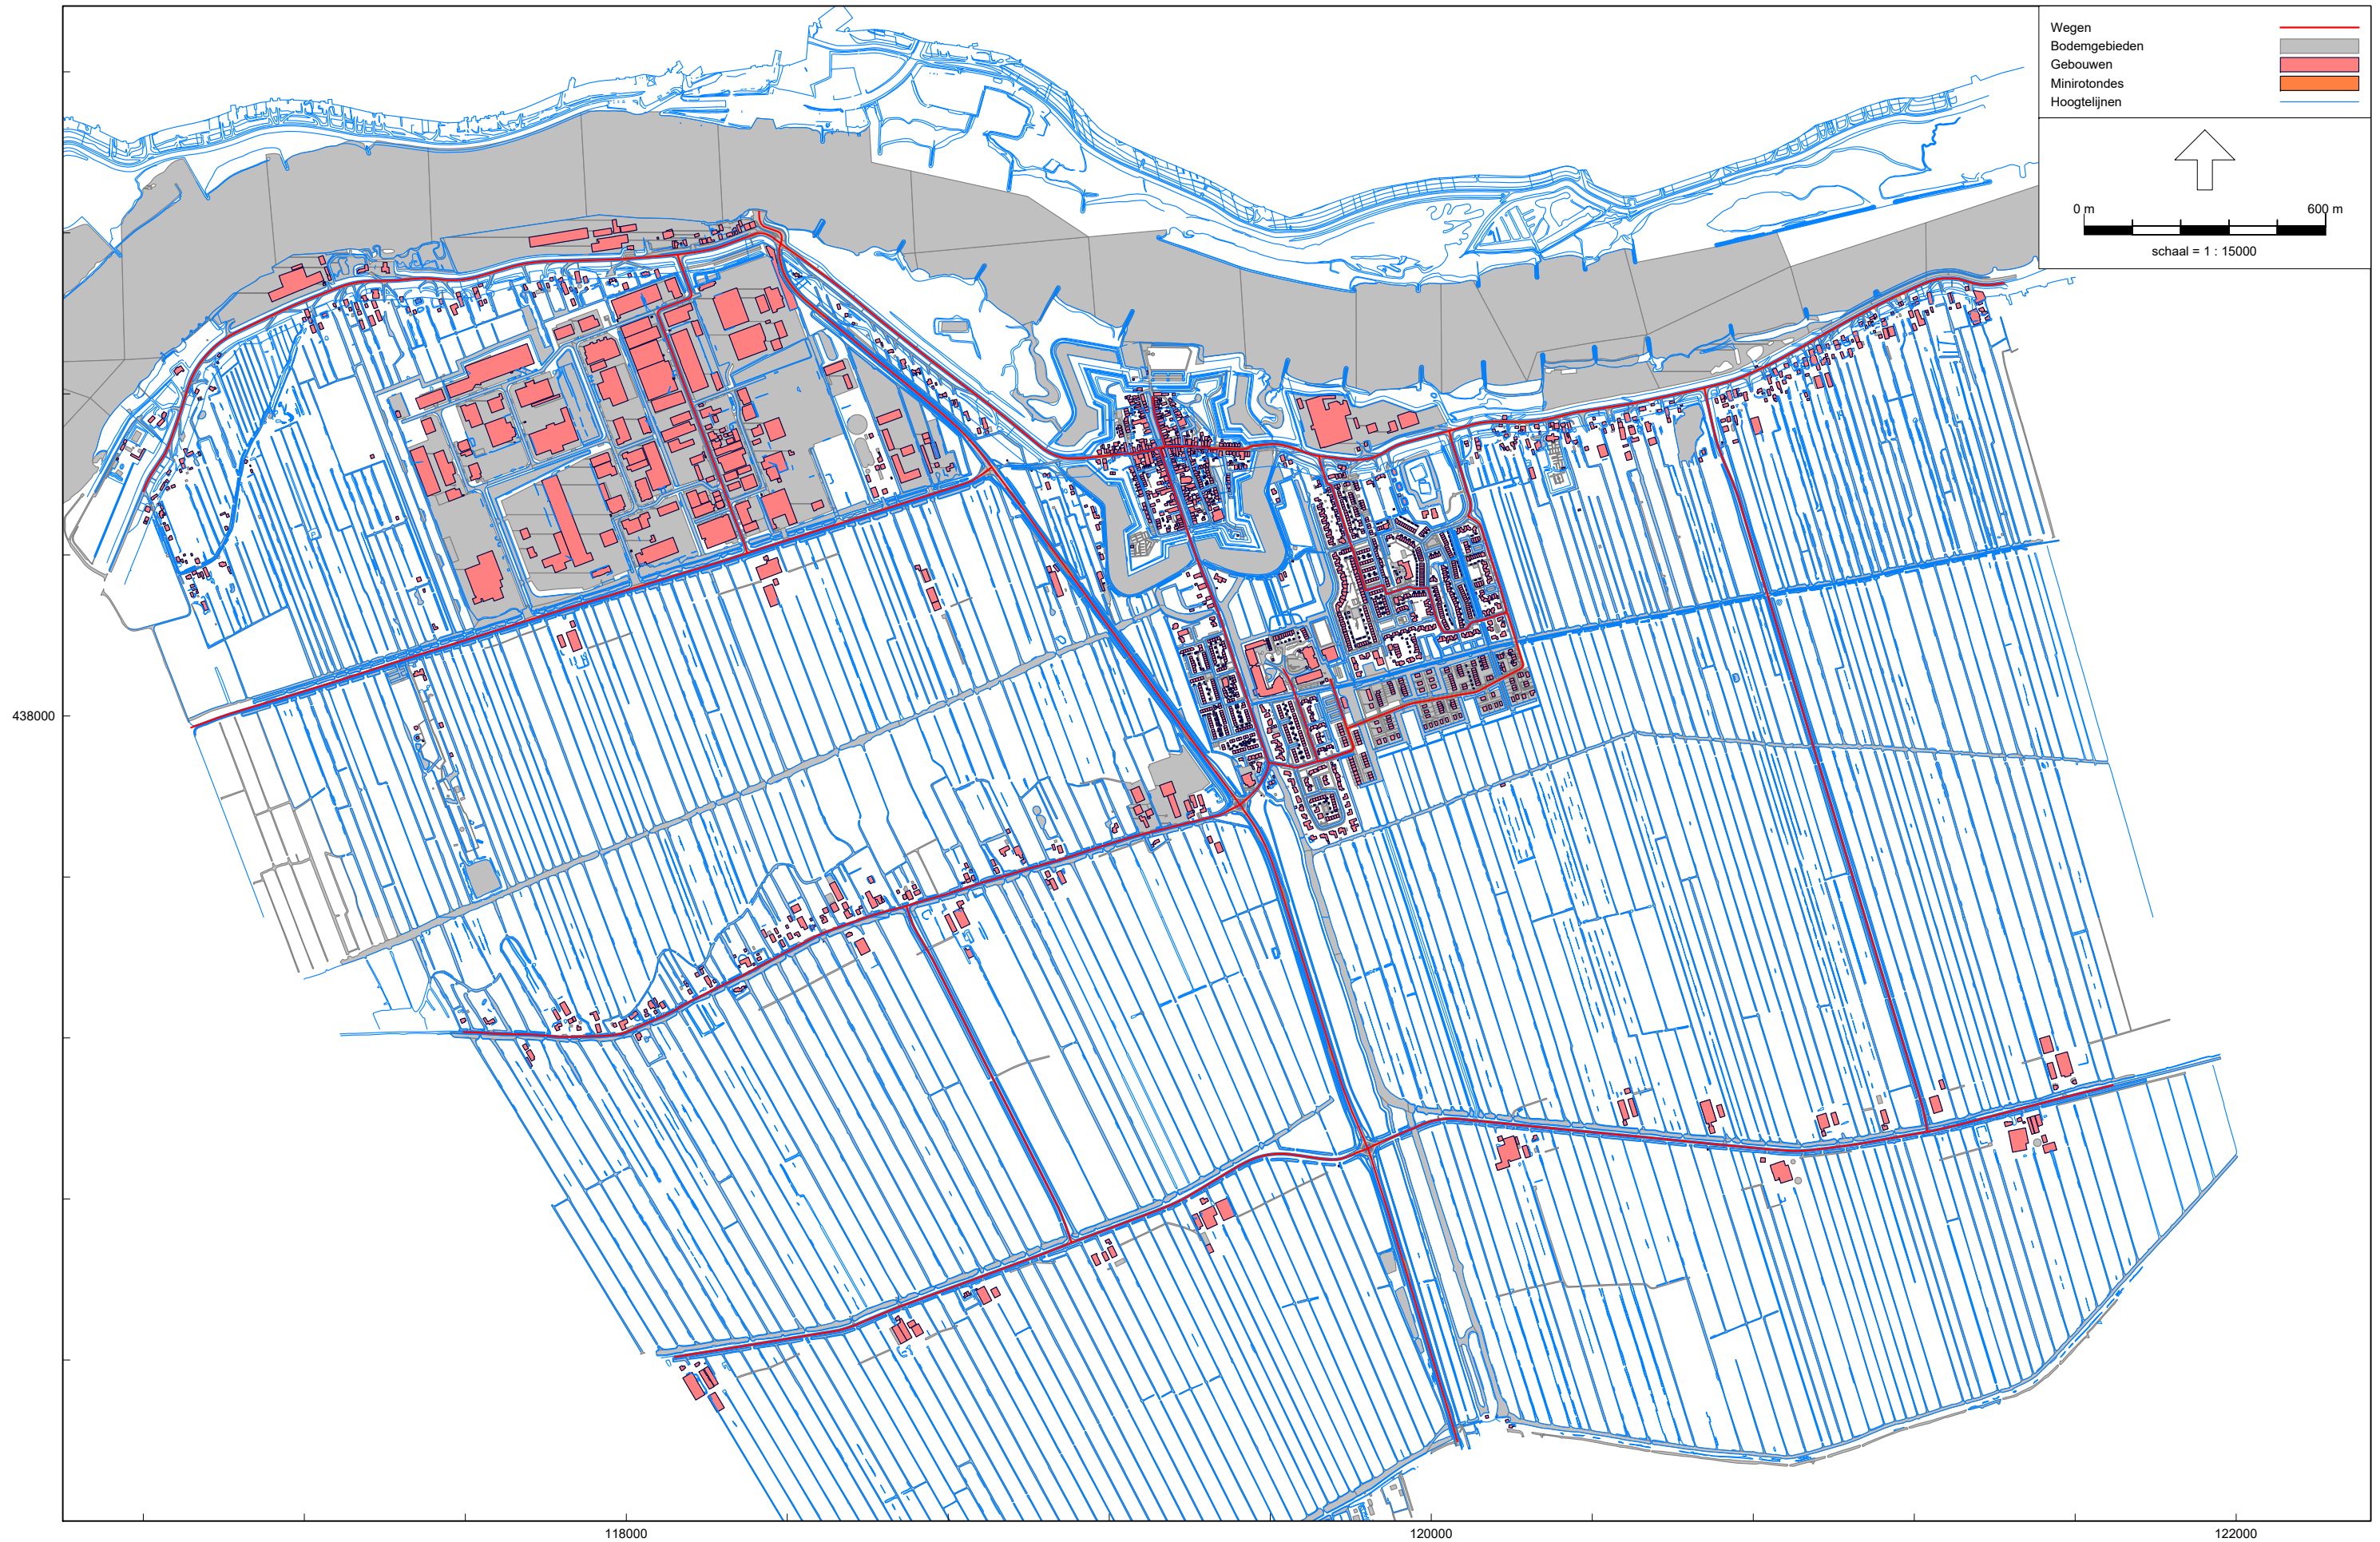 Wegen
Bodemgebieden
Gebouwen
Minirotondes
Hoogtelijnen
0 m 600 m
schaal = 1 : 15000
438000
118000 120000 122000